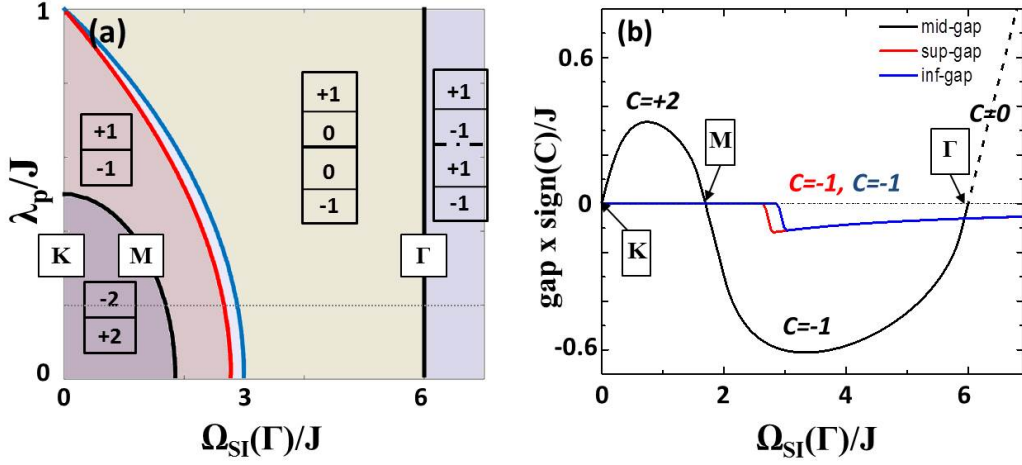 (a)
1
λp/J
0
K
M
Γ
+1
-1
-2
+2
+1
0
0
-1
+1
-1
+1
-1
0
3
6
ΩSI(Γ)/J
(b)
mid-gap
sup-gap
inf-gap
gap x sign(C)/J
0.6
0
-0.6
C=+2
M
K
C=-1, C=-1
C=-1
Γ
C=0
0
2
4
6
ΩSI(Γ)/J